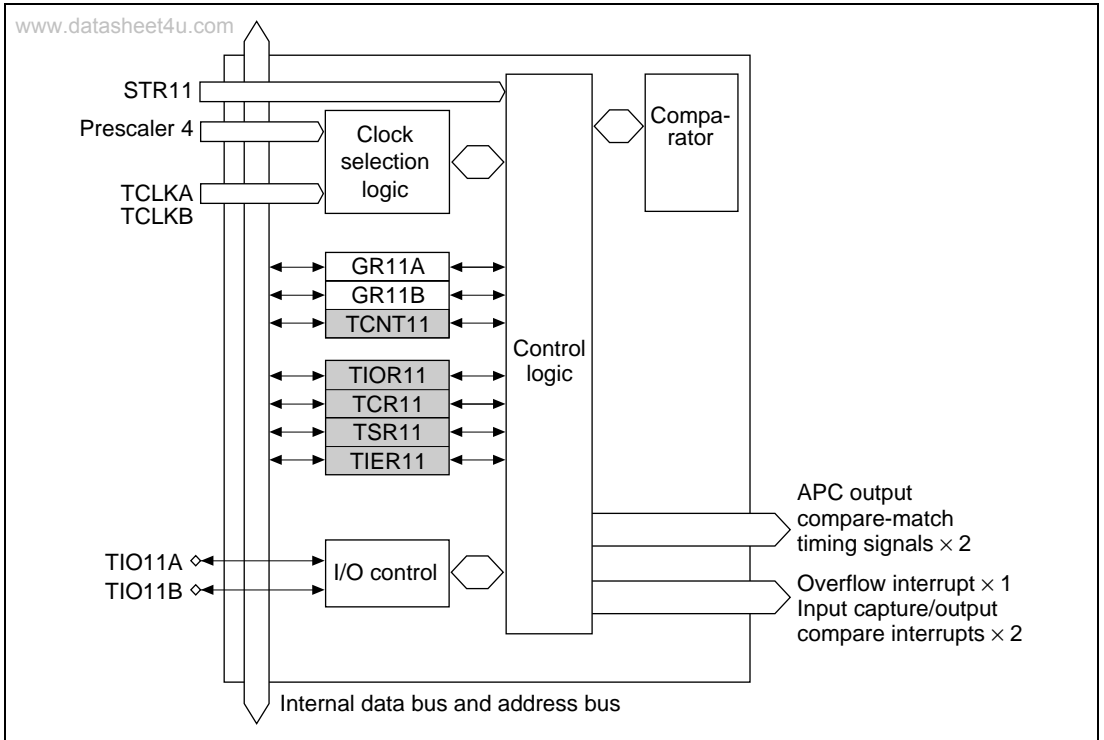 www.datasheet4u.com
STR11
Prescaler 4
TCLKA
TCLKB
Clock
selection
logic
Compa-
rator
GR11A
GR11B
TCNT11
TIOR11
TCR11
TSR11
TIER11
Control
logic
TIO11A
TIO11B
I/O control
APC output
compare-match
timing signals × 2
Overflow interrupt × 1
Input capture/output
compare interrupts × 2
Internal data bus and address bus